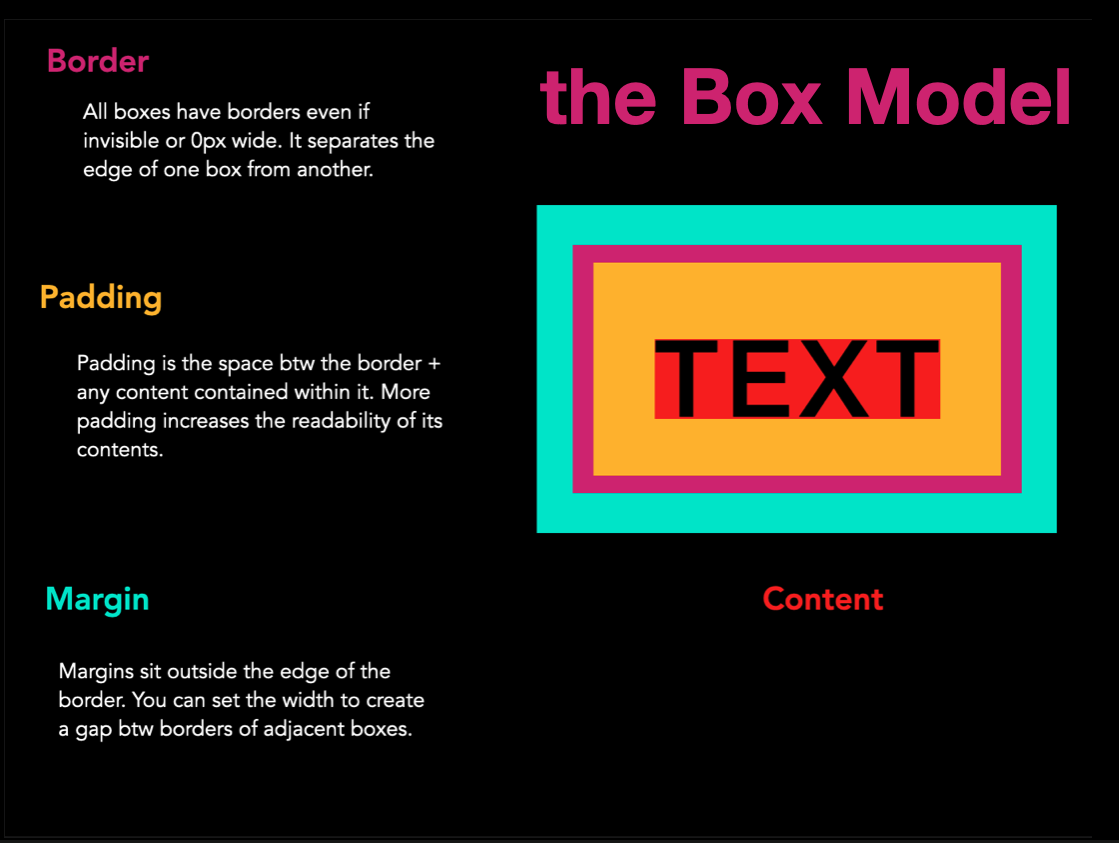 Border
All boxes have borders even if
invisible or 0px wide. It separates the
edge of one box from another.
the Box Model
Padding
Padding is the space btw the border +
any content contained within it. More
padding increases the readability of its
contents.
TEXT
Margin
Margins sit outside the edge of the
border. You can set the width to create
a gap btw borders of adjacent boxes.
Content